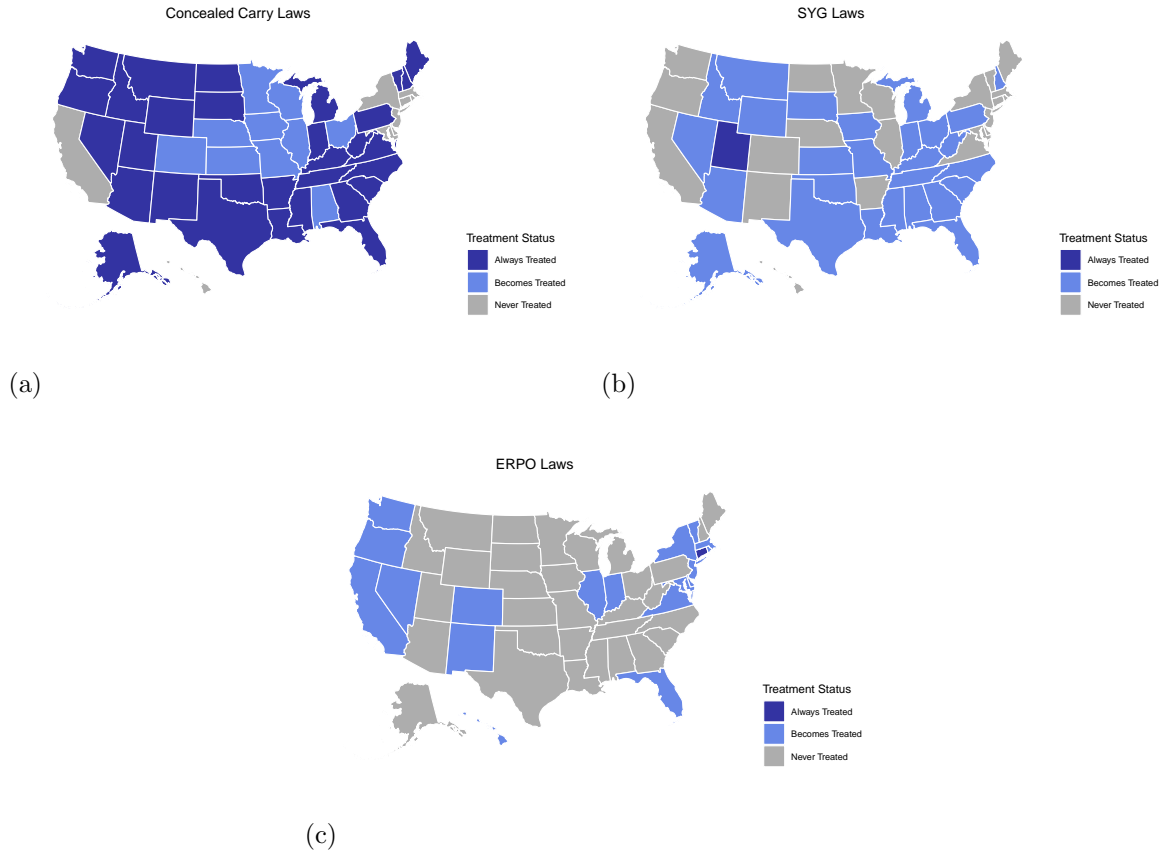 Concealed Carry Laws
Treatment Status
Always Treated
Becomes Treated
Never Treated
(a)
SYG Laws
Treatment Status
Always Treated
Becomes Treated
Never Treated
(b)
ERPO Laws
Treatment Status
Always Treated
Becomes Treated
Never Treated
(c)